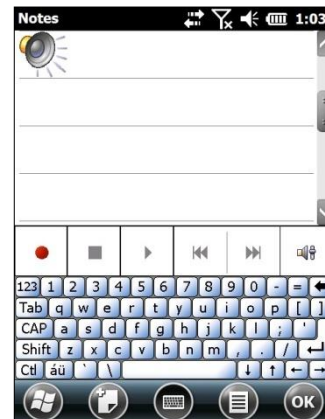 Notes 1:03
123 1 2 3 4 5 6 7 8 9 0 - =
Tab q w e r t y u i o p [ ]
CAP a s d f g h j k l ; '
Shift z x c v b n m , . /
Ctl áü ` \
OK